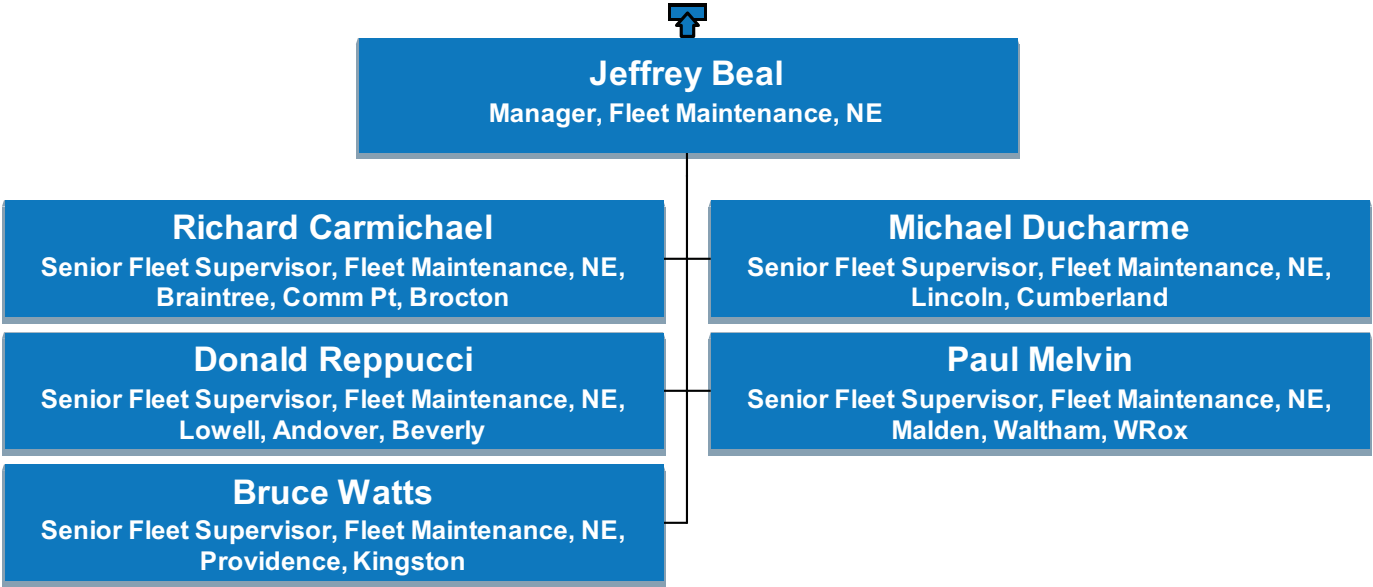 Jeffrey Beal
Manager, Fleet Maintenance, NE
Richard Carmichael
Senior Fleet Supervisor, Fleet Maintenance, NE,
Braintree, Comm Pt, Brocton
Michael Ducharme
Senior Fleet Supervisor, Fleet Maintenance, NE,
Lincoln, Cumberland
Donald Reppucci
Senior Fleet Supervisor, Fleet Maintenance, NE,
Lowell, Andover, Beverly
Paul Melvin
Senior Fleet Supervisor, Fleet Maintenance, NE,
Malden, Waltham, WRox
Bruce Watts
Senior Fleet Supervisor, Fleet Maintenance, NE,
Providence, Kingston